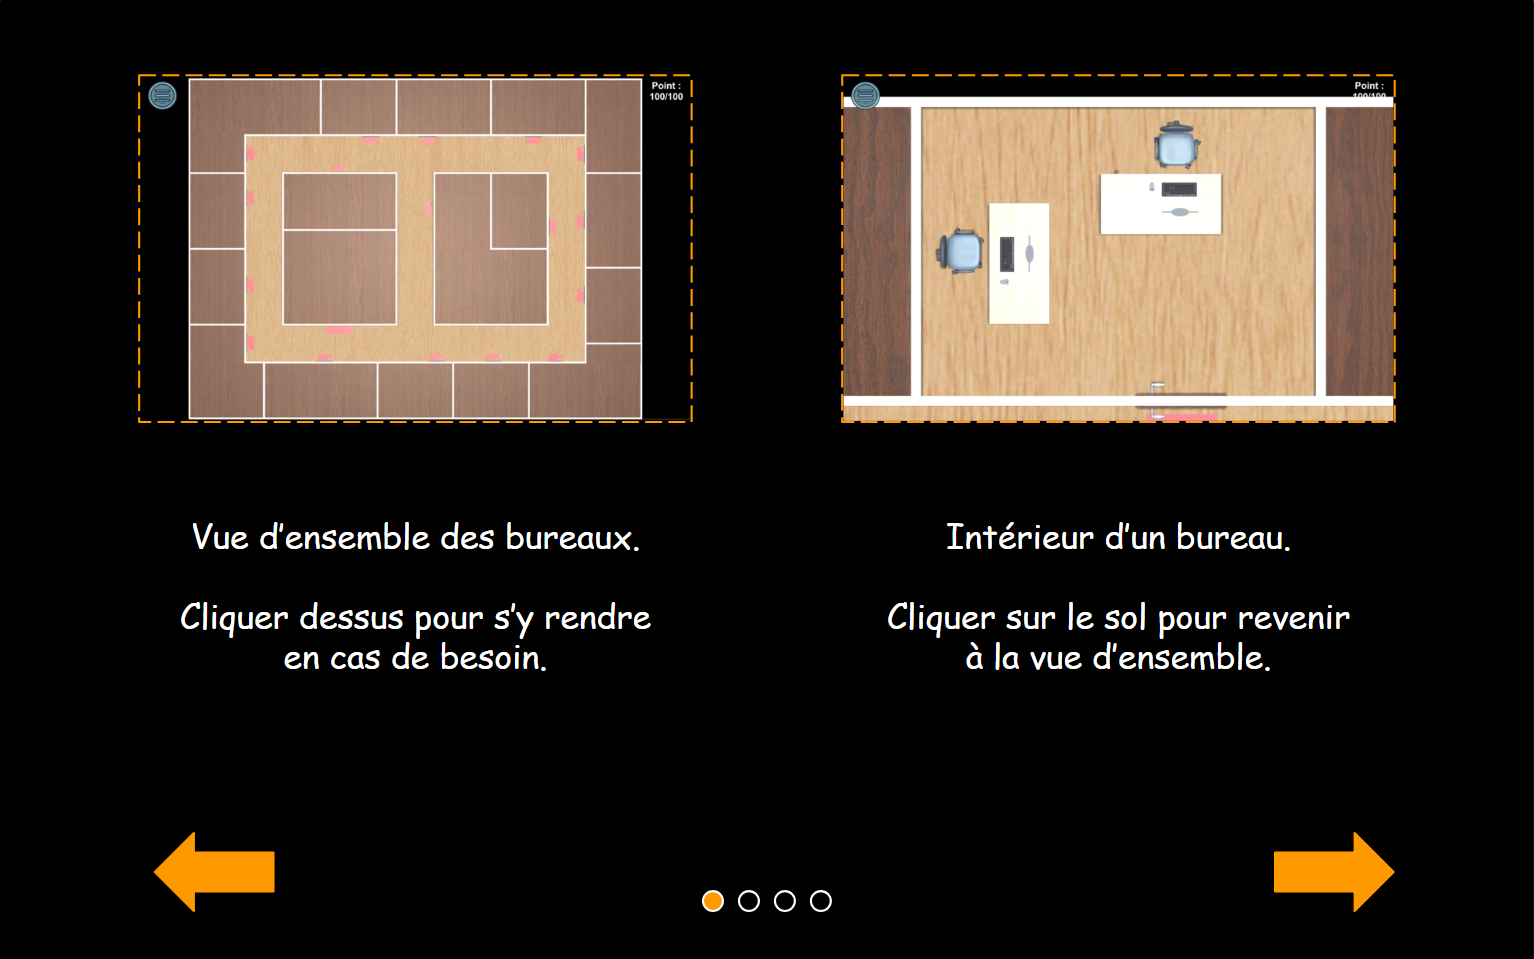 Point :
100/100
Point :
100/100
Vue d'ensemble des bureaux.
Cliquer dessus pour s'y rendre
en cas de besoin.
Intérieur d'un bureau.
Cliquer sur le sol pour revenir
à la vue d'ensemble.